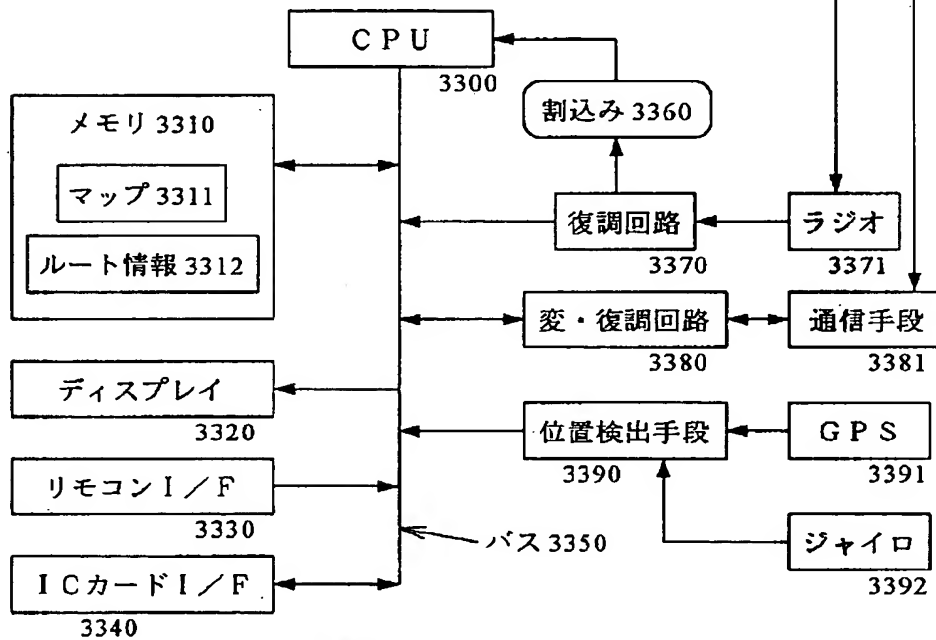 CPU
3300
メモリ 3310
マップ 3311
ルート情報 3312
割込み 3360
復調回路
3370
ラジオ
3371
変・復調回路
3380
通信手段
3381
ディスプレイ
3320
位置検出手段
3390
GPS
3391
リモコンI/F
3330
バス 3350
ジャイロ
3392
ICカードI/F
3340